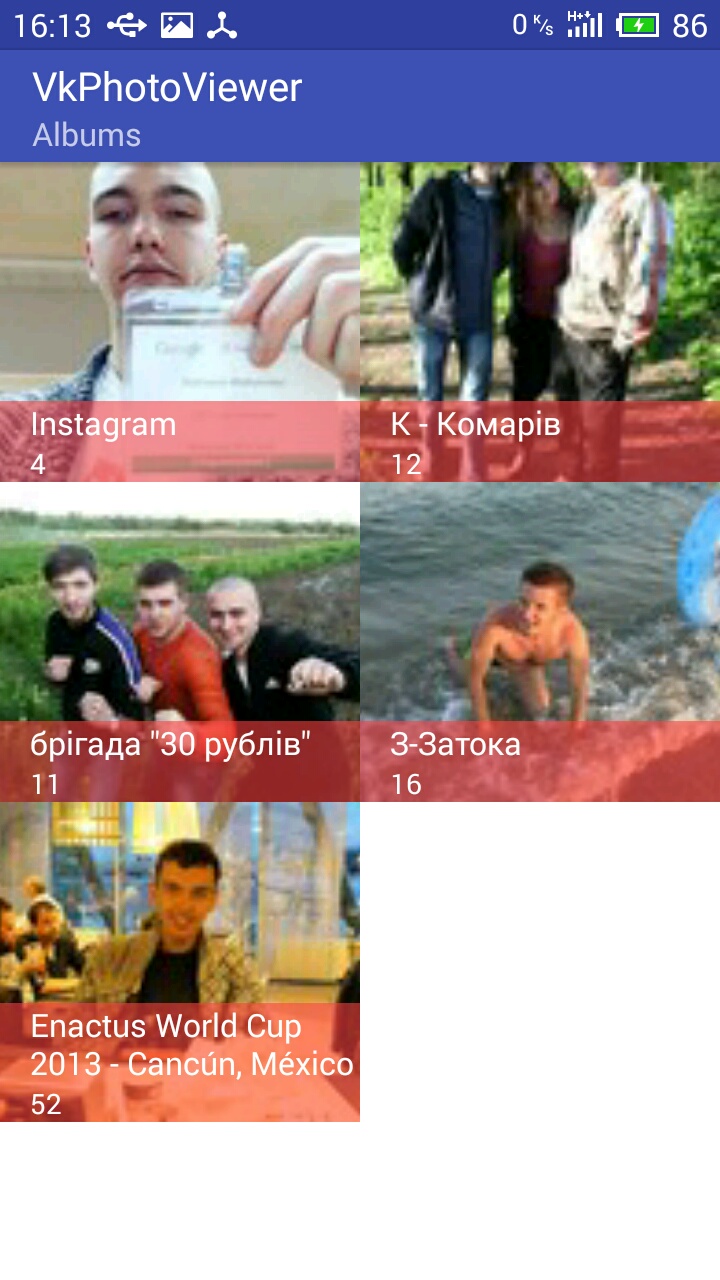 16:13 0 K/s H+ 86
VkPhotoViewer
Albums
Google
Instagram
4
К - Комарів
12
брігада "30 рублів"
11
З-Затока
16
Enactus World Cup
2013 - Cancún, México
52